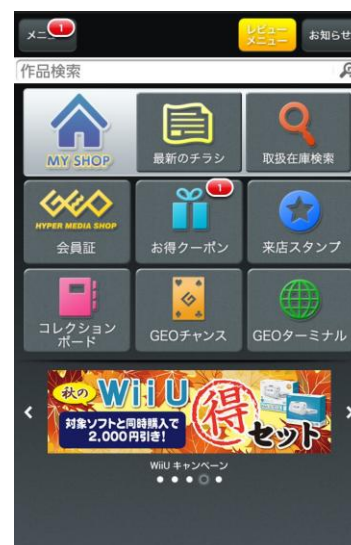 メニュー
1
レビュー
メニュー
お知らせ
作品検索
MY SHOP
最新のチラシ
取扱在庫検索
GEO
HYPER MEDIA SHOP
会員証
1
お得クーポン
来店スタンプ
コレクション
ボード
GEOチャンス
GEOターミナル
秋の Wii U 得 セット
対象ソフトと同時購入で
2,000円引き!
WiiU キャンペーン